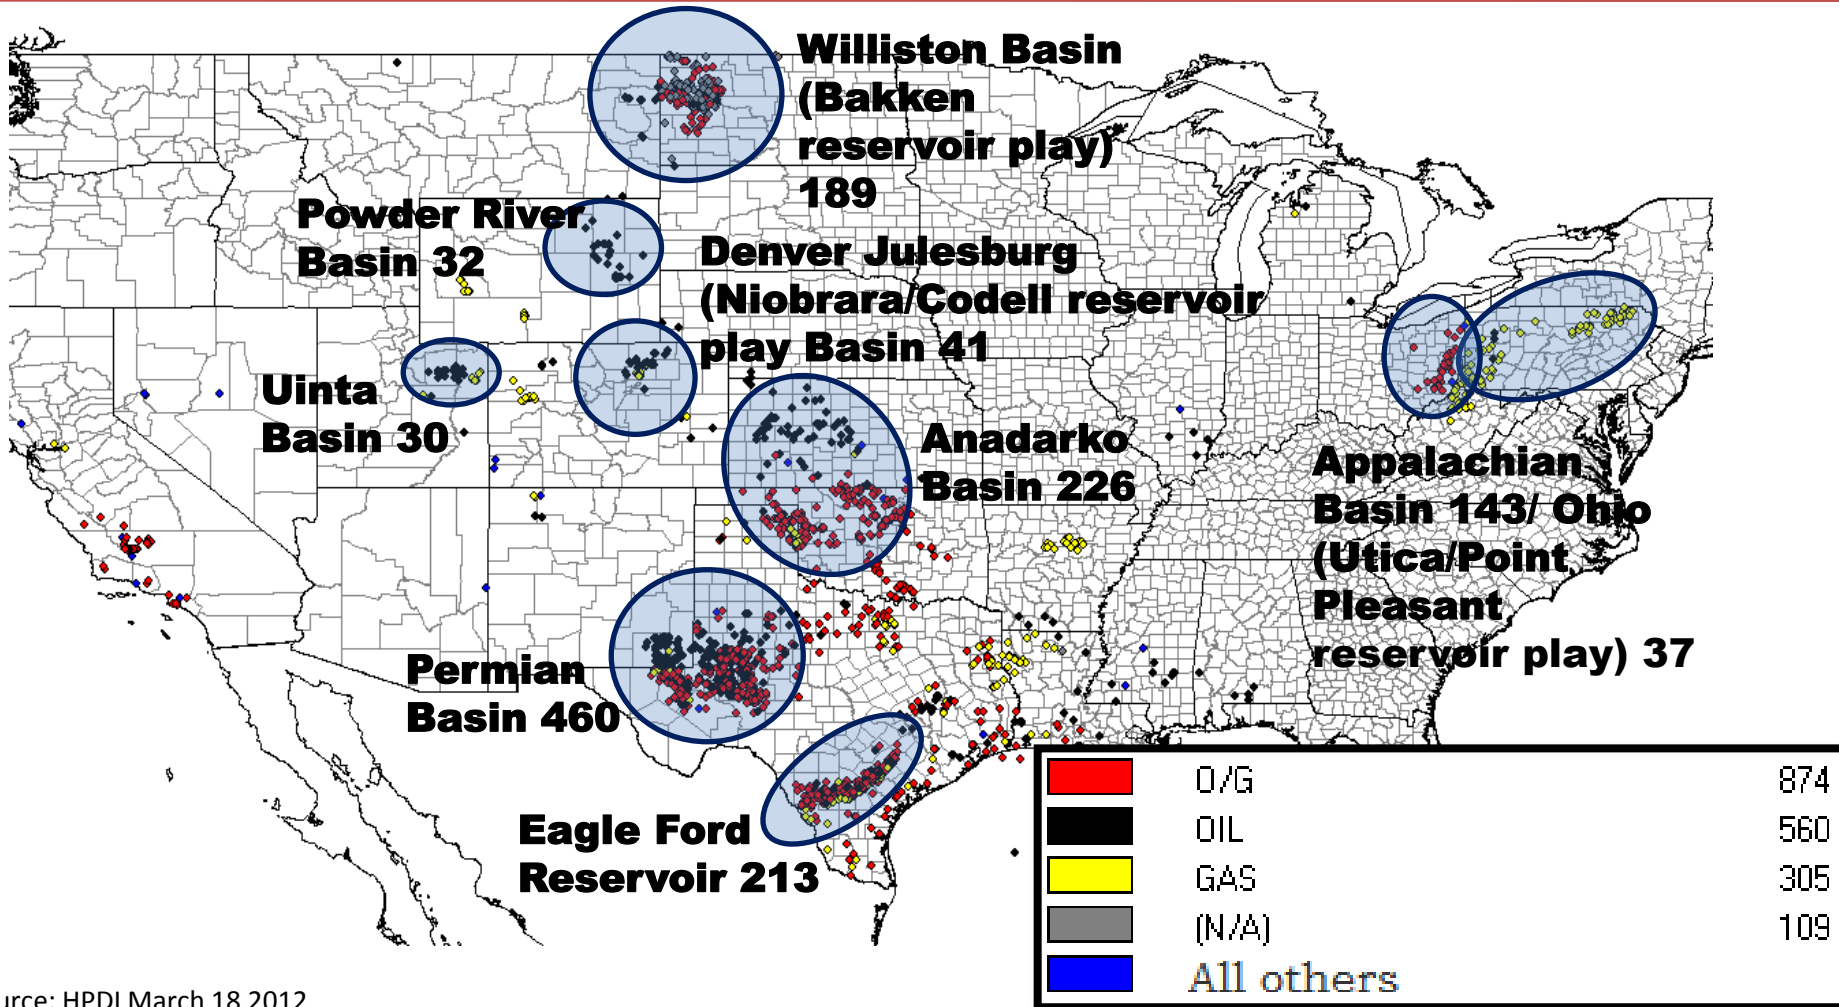 Williston Basin
(Bakken
reservoir play)
189
Powder River
Basin 32
Denver Julesburg
(Niobrara/Codell reservoir
play Basin 41
Uinta
Basin 30
Anadarko
Basin 226
Appalachian
Basin 143/ Ohio
(Utica/Point
Pleasant
reservoir play) 37
Permian
Basin 460
Eagle Ford
Reservoir 213
O/G 874
OIL 560
GAS 305
(N/A) 109
All others
urce: HPDI March 18 2012